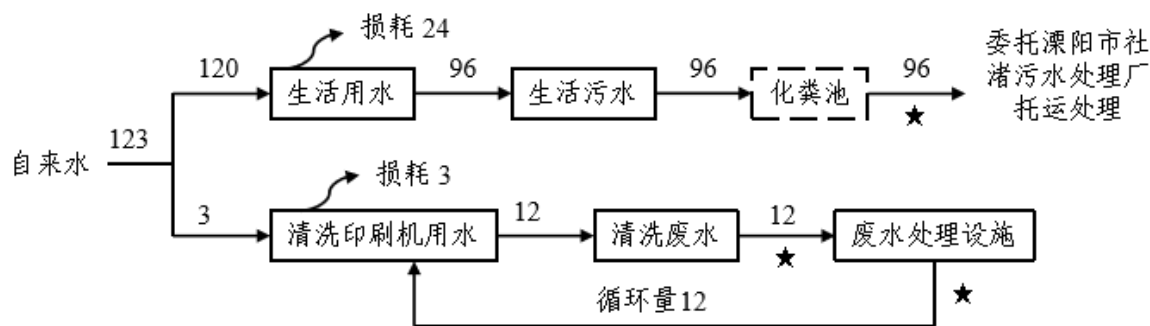 损耗 24
120
生活用水
96
生活污水
96
化粪池
96
★
委托溧阳市社
渚污水处理厂
托运处理
自来水
123
损耗 3
3
清洗印刷机用水
12
清洗废水
12
★
废水处理设施
★
循环量12